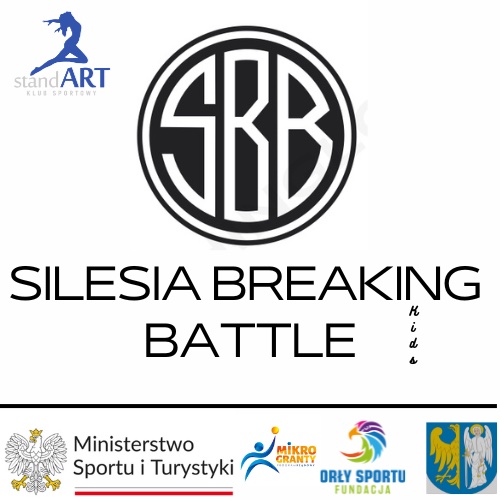 standART
KLUB SPORTOWY
SBB
SILESIA BREAKING
BATTLE
Kids
Ministerstwo
Sportu i Turystyki
MIKRO
GRANTY
ORŁY SPORTU
FUNDACJA